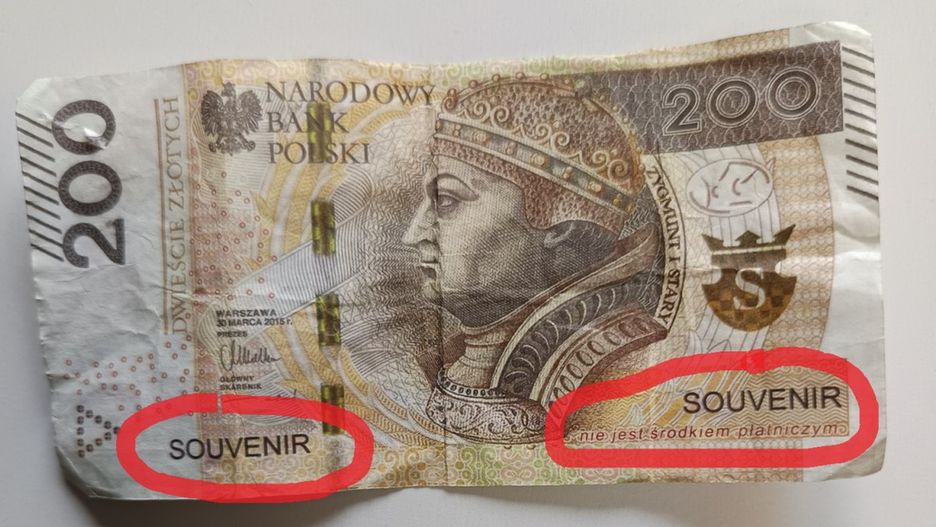 200
DWIEŚCIE ZŁOTYCH
NARODOWY
BANK
POLSKI
WARSZAWA
30 MARCA 2015 r.
PREZES
GŁÓWNY
SKARBNIK
200
ZYGMUNT I STARY
S
SOUVENIR
SOUVENIR
nie jest środkiem płatniczym